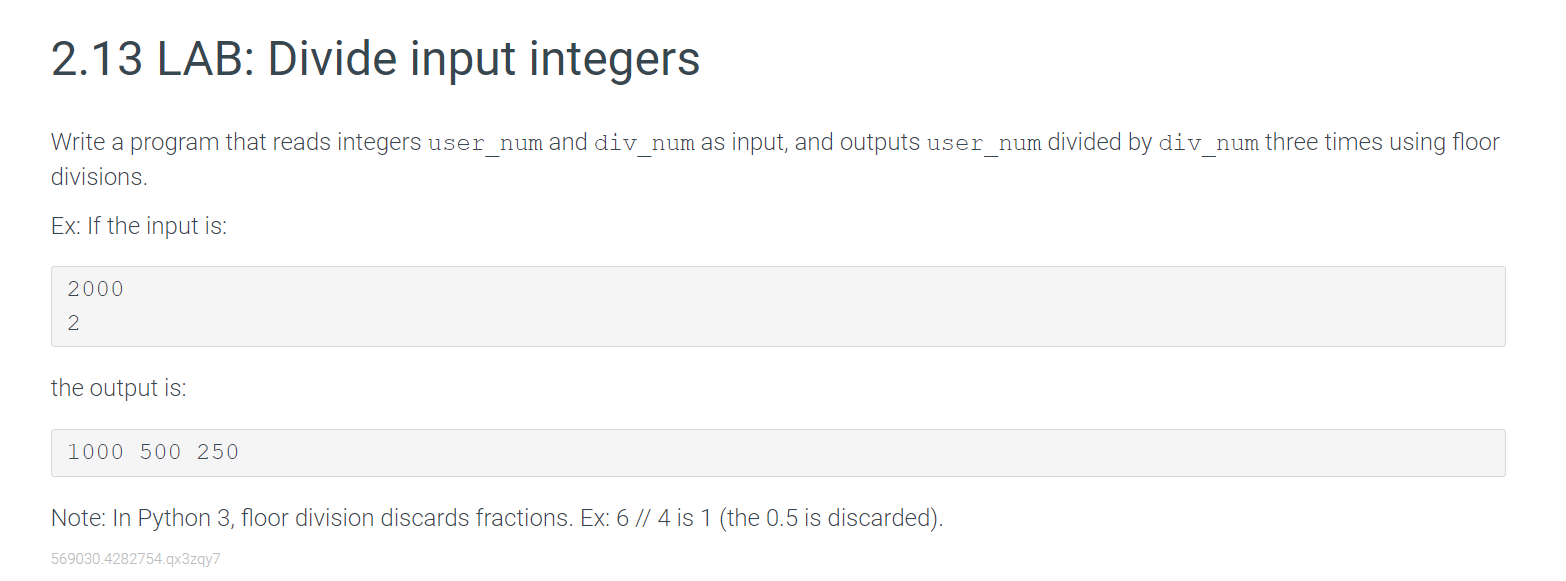 2.13 LAB: Divide input integers
Write a program that reads integers user_num and div_num as input, and outputs user_num divided by div_num three times using floor
divisions.
Ex: If the input is:
2000
2
the output is:
1000 500 250
Note: In Python 3, floor division discards fractions. Ex: 6 // 4 is 1 (the 0.5 is discarded).
569030.4282754.qx3zqy7